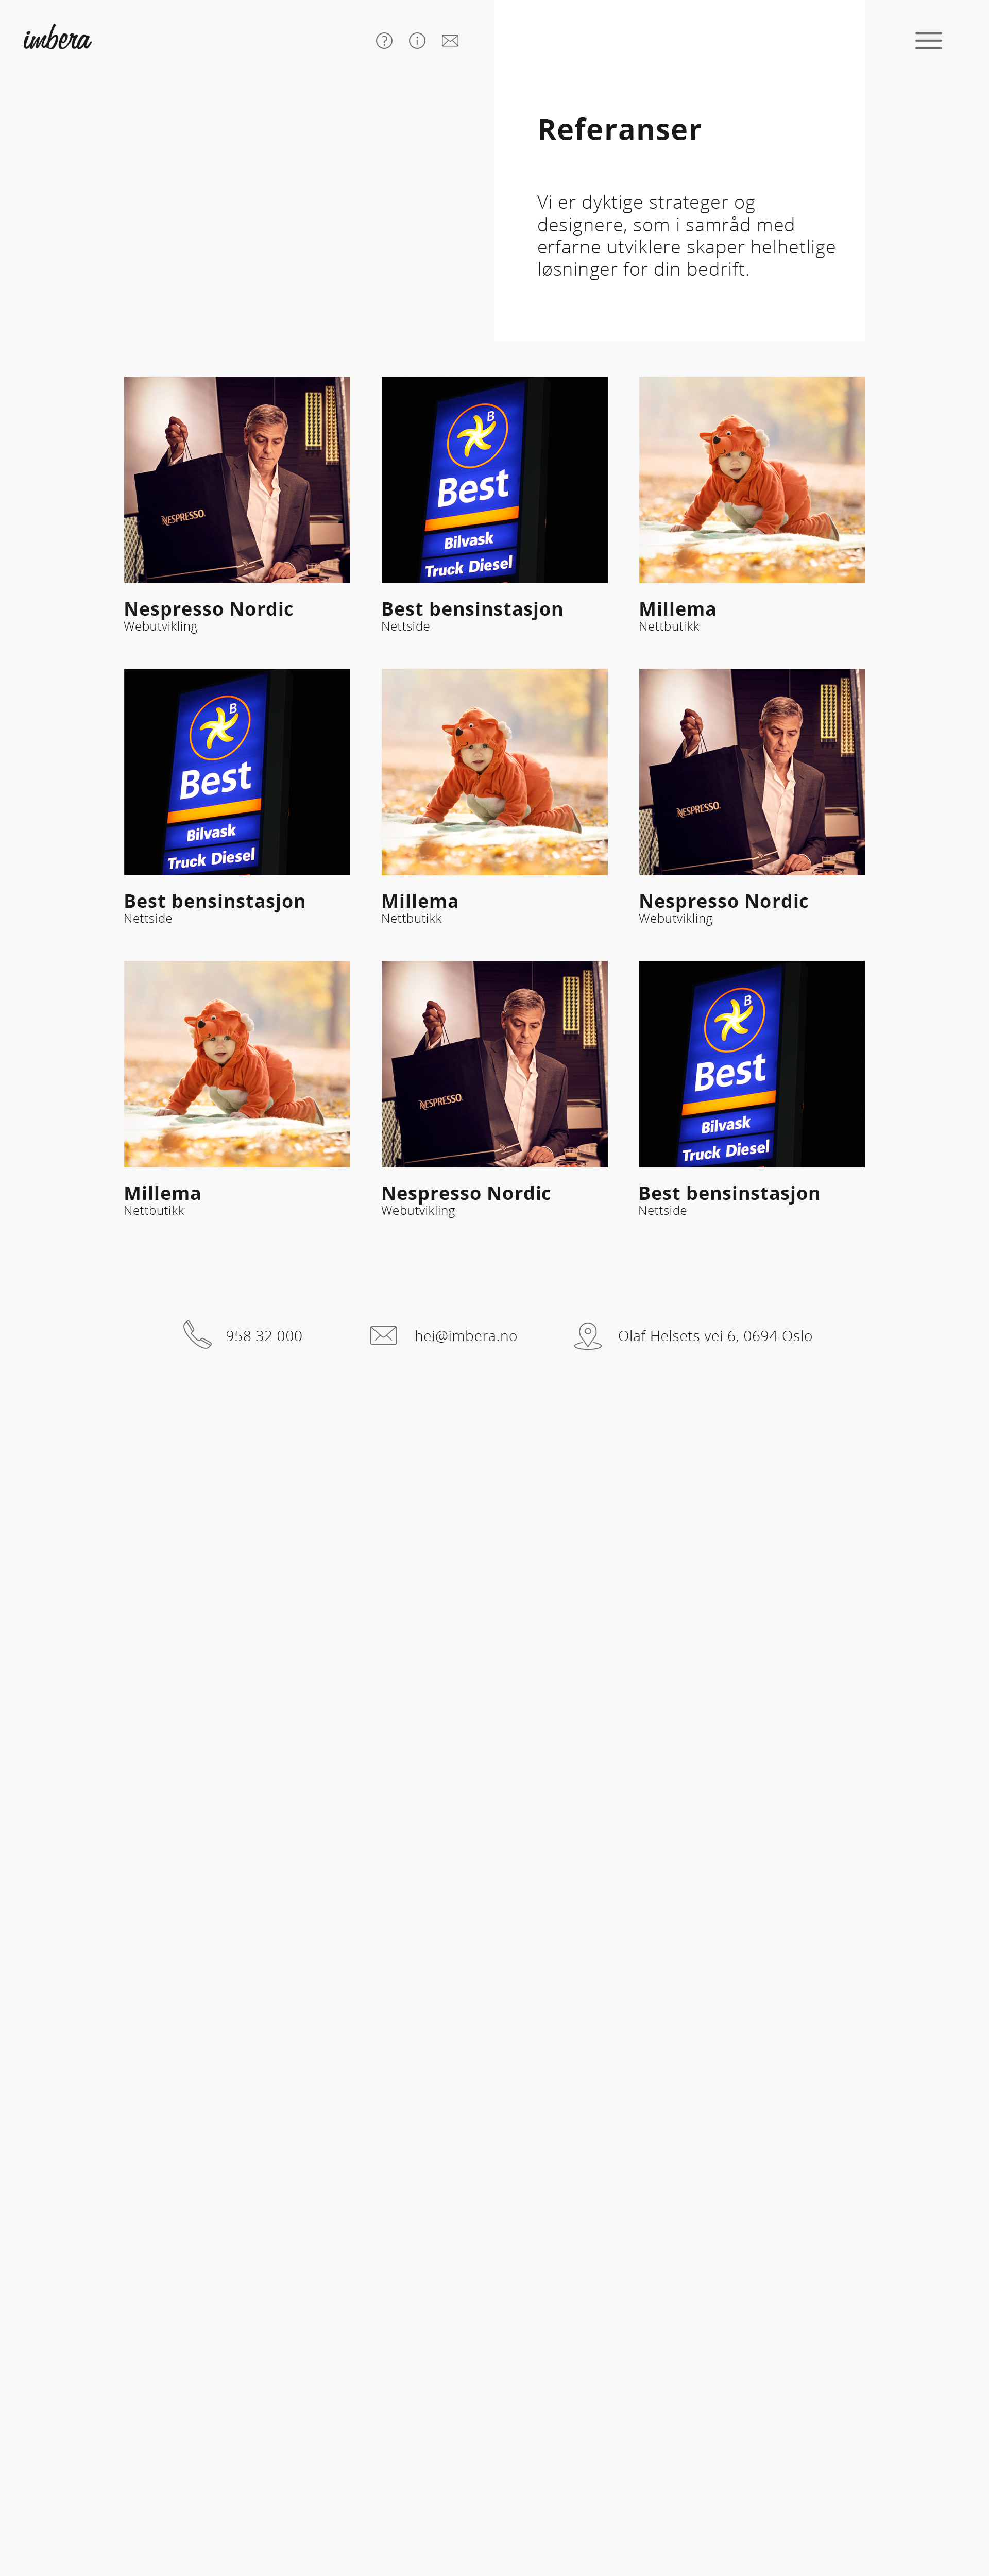 imbera
Referanser
Vi er dyktige strateger og
designere, som i samråd med
erfarne utviklere skaper helhetlige
løsninger for din bedrift.
NESPRESSO
B
Best
Bilvask
Truck Diesel
Nespresso Nordic
Webutvikling
Best bensinstasjon
Nettside
Millema
Nettbutikk
B
Best
Bilvask
Truck Diesel
NESPRESSO
Best bensinstasjon
Nettside
Millema
Nettbutikk
Nespresso Nordic
Webutvikling
NESPRESSO
B
Best
Bilvask
Truck Diesel
Millema
Nettbutikk
Nespresso Nordic
Webutvikling
Best bensinstasjon
Nettside
958 32 000
hei@imbera.no
Olaf Helsets vei 6, 0694 Oslo